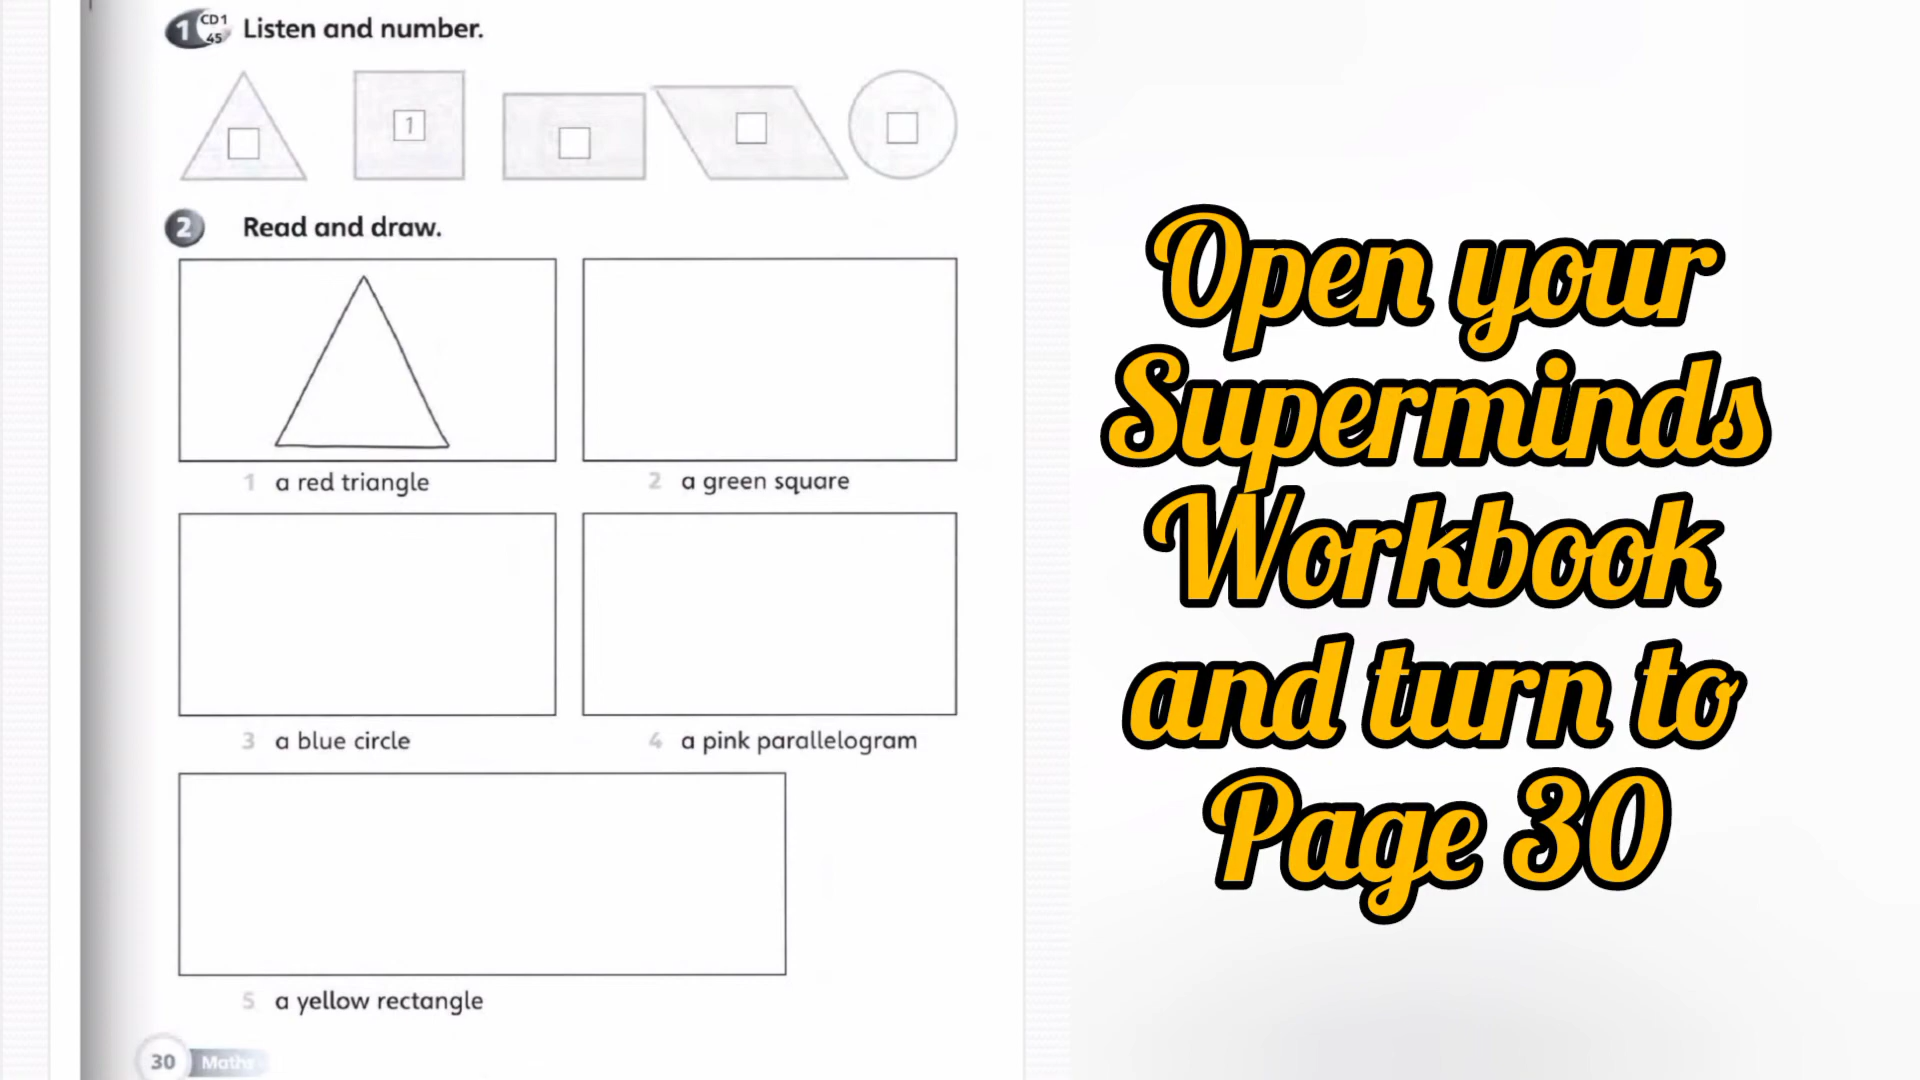 1 CD1 45 Listen and number.
1
2 Read and draw.
1 a red triangle
2 a green square
3 a blue circle
4 a pink parallelogram
5 a yellow rectangle
30 Maths
Open your
Superminds
Workbook
and turn to
Page 30